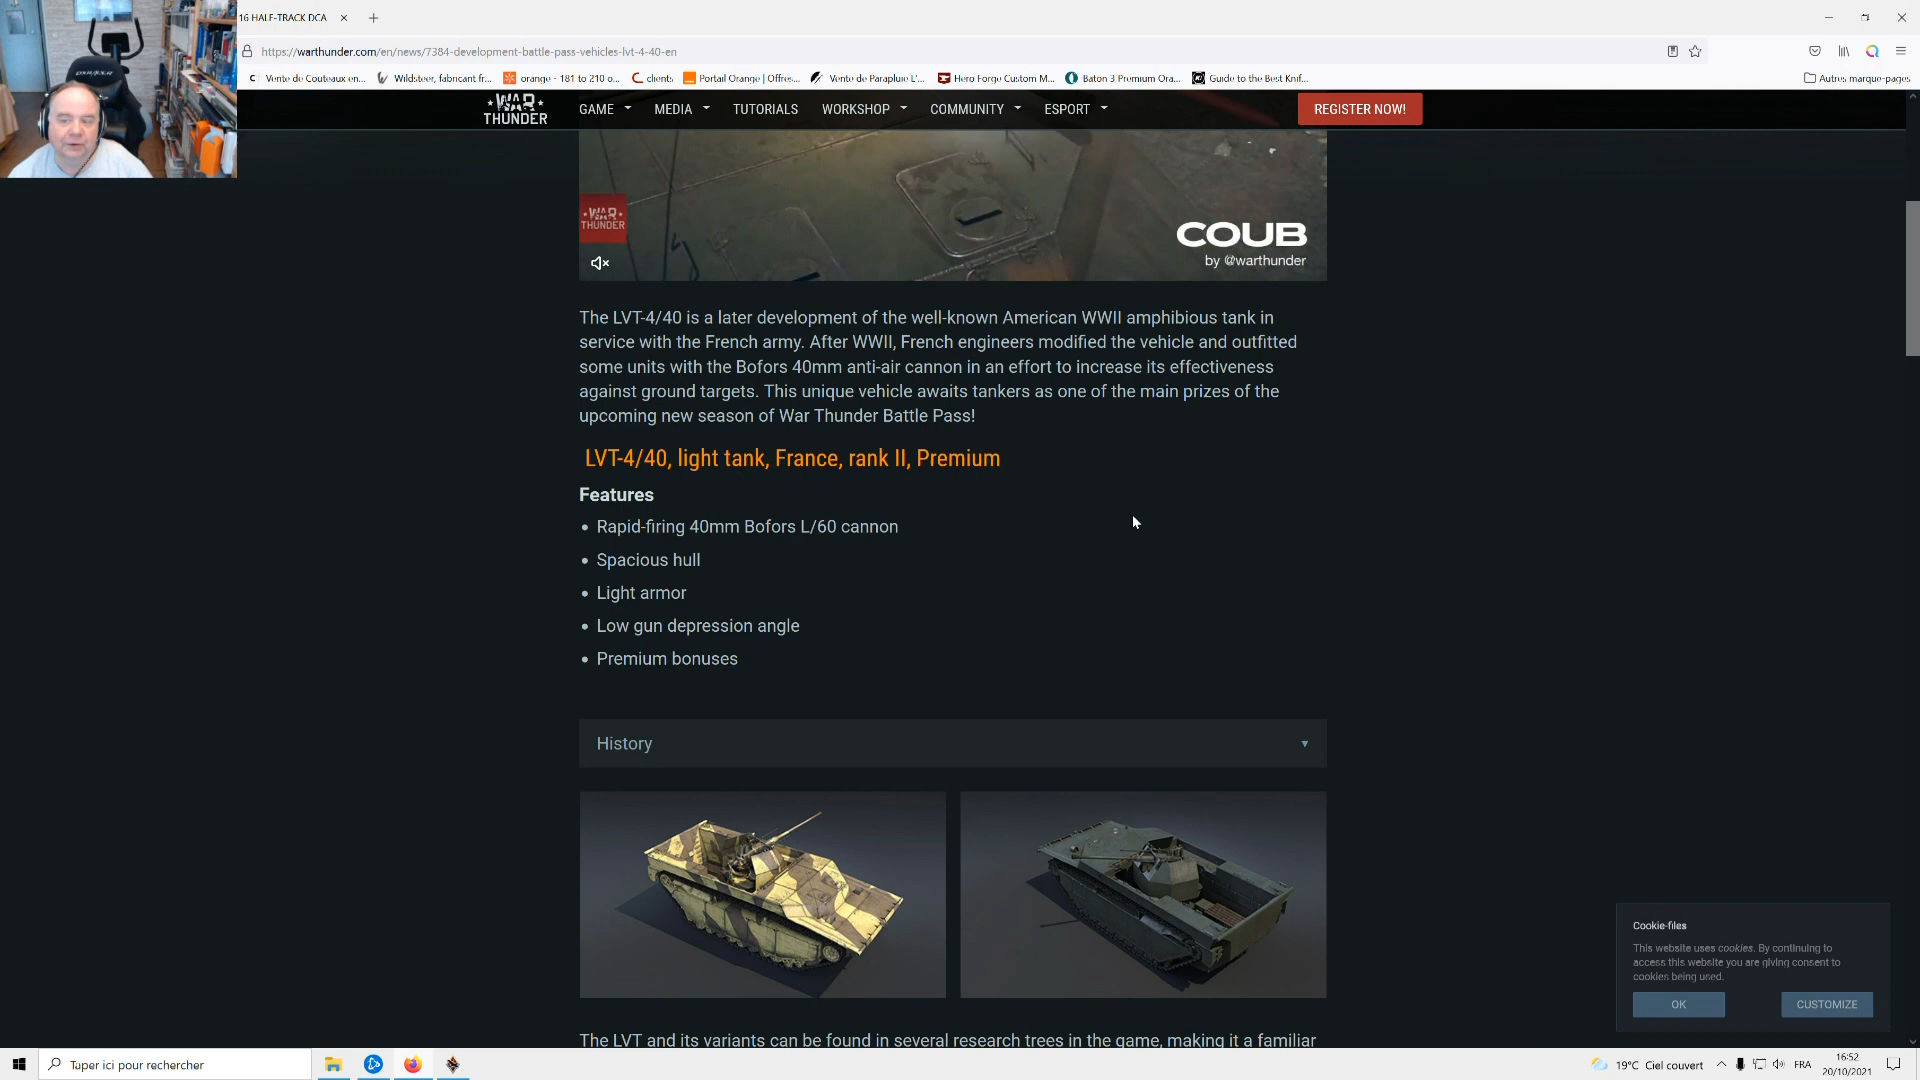 16 HALF-TRACK DCA
https://warthunder.com/en/news/7384-development-battle-pass-vehicles-lvt-4-40-en
Vente de Couteaux en...
Wildsteer, fabricant fr...
orange - 181 to 210 o...
clients
Portail Orange | Offres...
Vente de Parapluie L'...
Hero Forge Custom M...
Baton 3 Premium Ora...
Guide to the Best Knif...
Autres marque-pages
WAR THUNDER
GAME
MEDIA
TUTORIALS
WORKSHOP
COMMUNITY
ESPORT
REGISTER NOW!
WAR THUNDER
COUB
by @warthunder
The LVT-4/40 is a later development of the well-known American WWII amphibious tank in
service with the French army. After WWII, French engineers modified the vehicle and outfitted
some units with the Bofors 40mm anti-air cannon in an effort to increase its effectiveness
against ground targets. This unique vehicle awaits tankers as one of the main prizes of the
upcoming new season of War Thunder Battle Pass!
LVT-4/40, light tank, France, rank II, Premium
Features
• Rapid-firing 40mm Bofors L/60 cannon
• Spacious hull
• Light armor
• Low gun depression angle
• Premium bonuses
History
The LVT and its variants can be found in several research trees in the game, making it a familiar
Cookie-files
This website uses cookies. By continuing to
access this website you are giving consent to
cookies being used.
OK
CUSTOMIZE
Taper ici pour rechercher
19°C Ciel couvert
FRA
16:52
20/10/2021